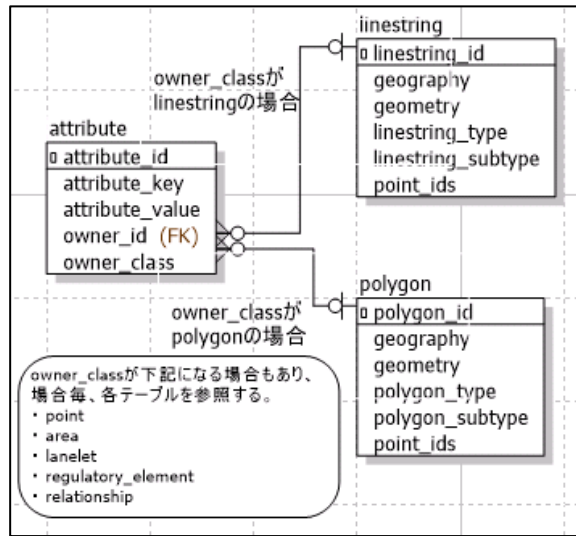 linestring
linestring_id
geography
geometry
linestring_type
linestring_subtype
point_ids
owner_classが
linestringの場合
attribute
attribute_id
attribute_key
attribute_value
owner_id (FK)
owner_class
owner_classが
polygonの場合
polygon
polygon_id
geography
geometry
polygon_type
polygon_subtype
point_ids
owner_classが下記になる場合もあり、
場合毎、各テーブルを参照する。
・ point
・ area
・ lanelet
・ regulatory_element
・ relationship